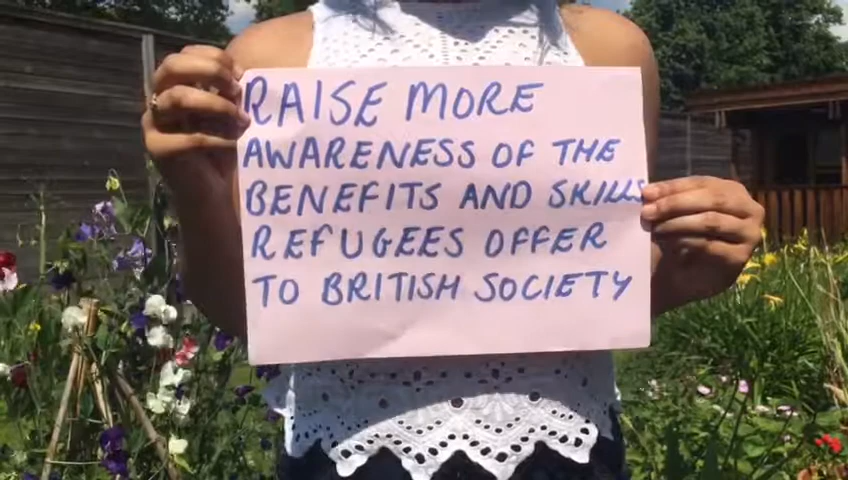 RAISE MORE
AWARENESS OF THE
BENEFITS AND SKILLS
REFUGEES OFFER
TO BRITISH SOCIETY